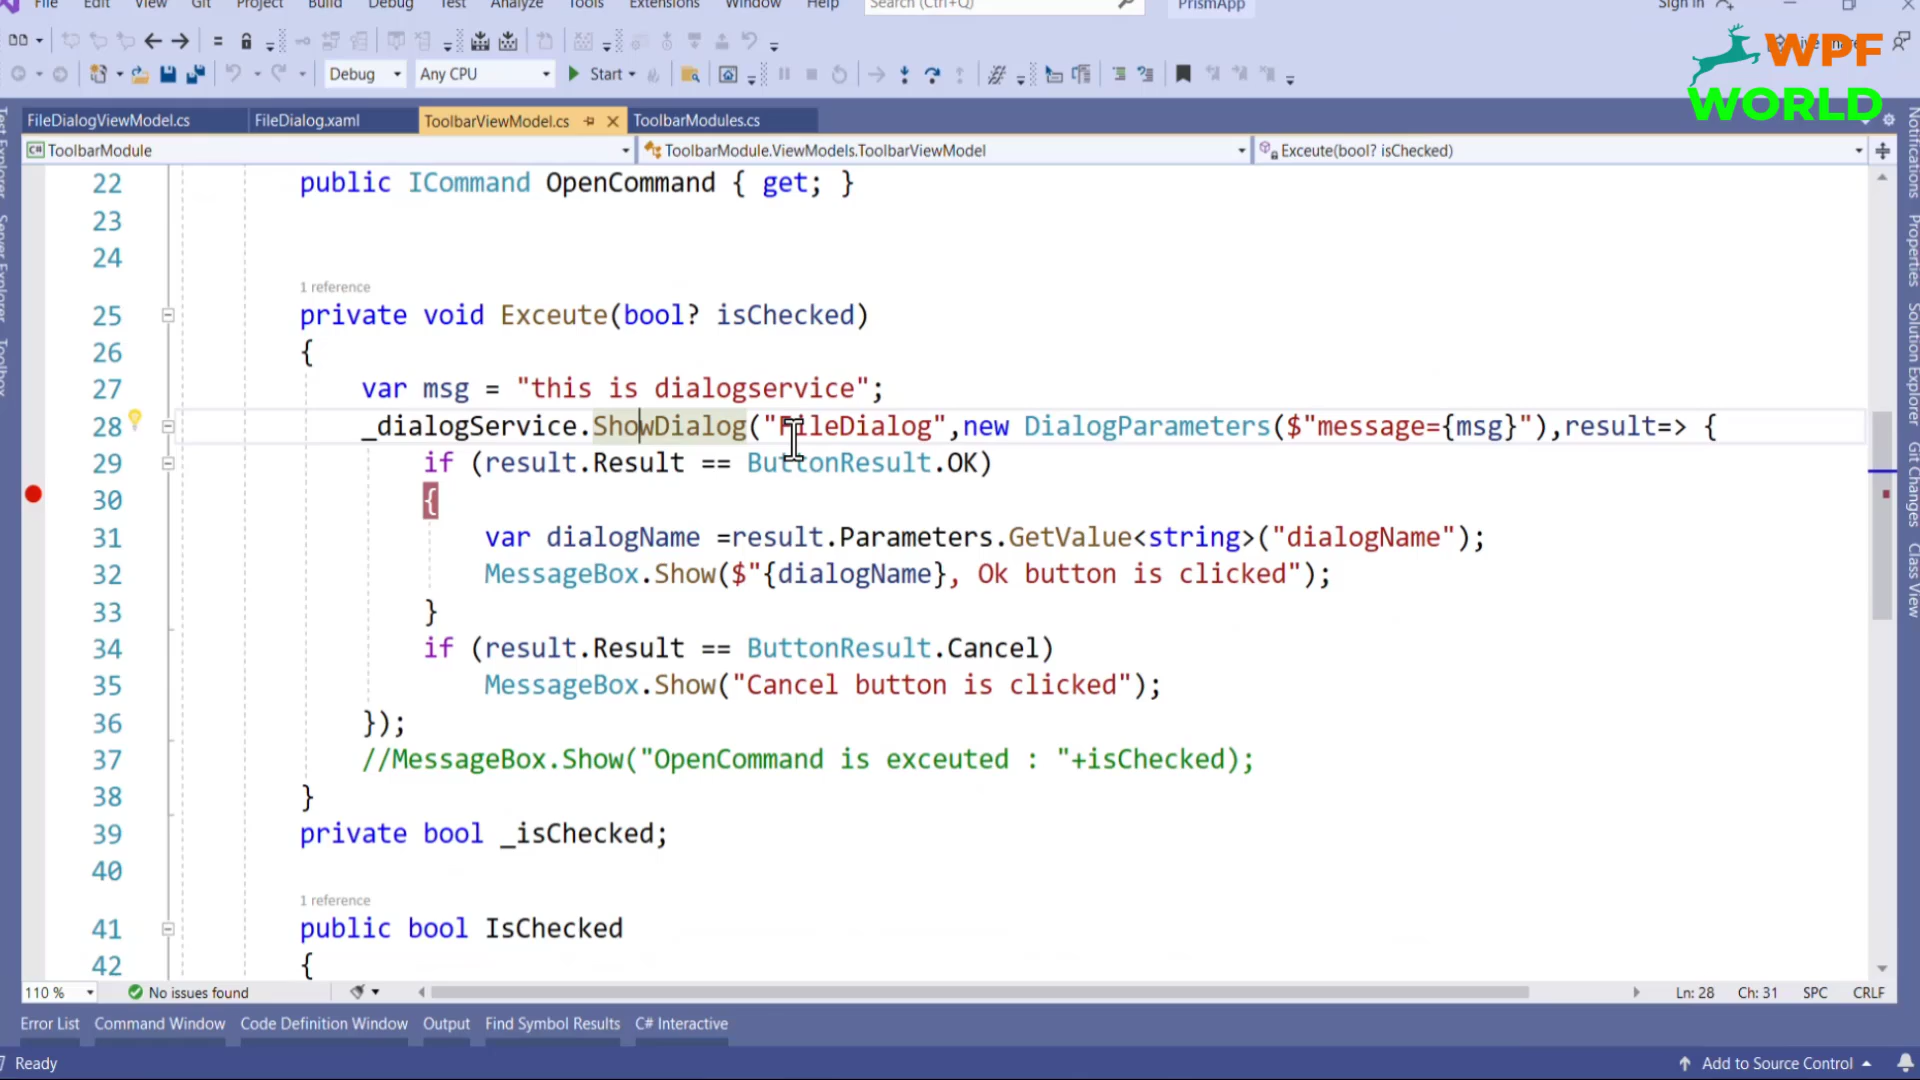 File Edit View Git Project Build Debug Test Analyze Tools Extensions Window Help Search (Ctrl+Q) PrismApp Sign in
Debug Any CPU Start
WPF
WORLD
FileDialogViewModel.cs FileDialog.xaml ToolbarViewModel.cs ToolbarModules.cs
C# ToolbarModule ToolbarModule.ViewModels.ToolbarViewModel Exceute(bool? isChecked)
22 public ICommand OpenCommand { get; }
23
24
1 reference
25 private void Exceute(bool? isChecked)
26 {
27 var msg = "this is dialogservice";
28 _dialogService.ShowDialog("FileDialog",new DialogParameters($"message={msg}"),result=> {
29 if (result.Result == ButtonResult.OK)
30 {
31 var dialogName =result.Parameters.GetValue<string>("dialogName");
32 MessageBox.Show($"{dialogName}, Ok button is clicked");
33 }
34 if (result.Result == ButtonResult.Cancel)
35 MessageBox.Show("Cancel button is clicked");
36 });
37 //MessageBox.Show("OpenCommand is exceuted : "+isChecked);
38 }
39 private bool _isChecked;
40
1 reference
41 public bool IsChecked
42 {
110 % No issues found Ln: 28 Ch: 31 SPC CRLF
Error List Command Window Code Definition Window Output Find Symbol Results C# Interactive
Ready Add to Source Control
Test Explorer
Server Explorer
Toolbox
Notifications
Properties
Solution Explorer
Git Changes
Class View